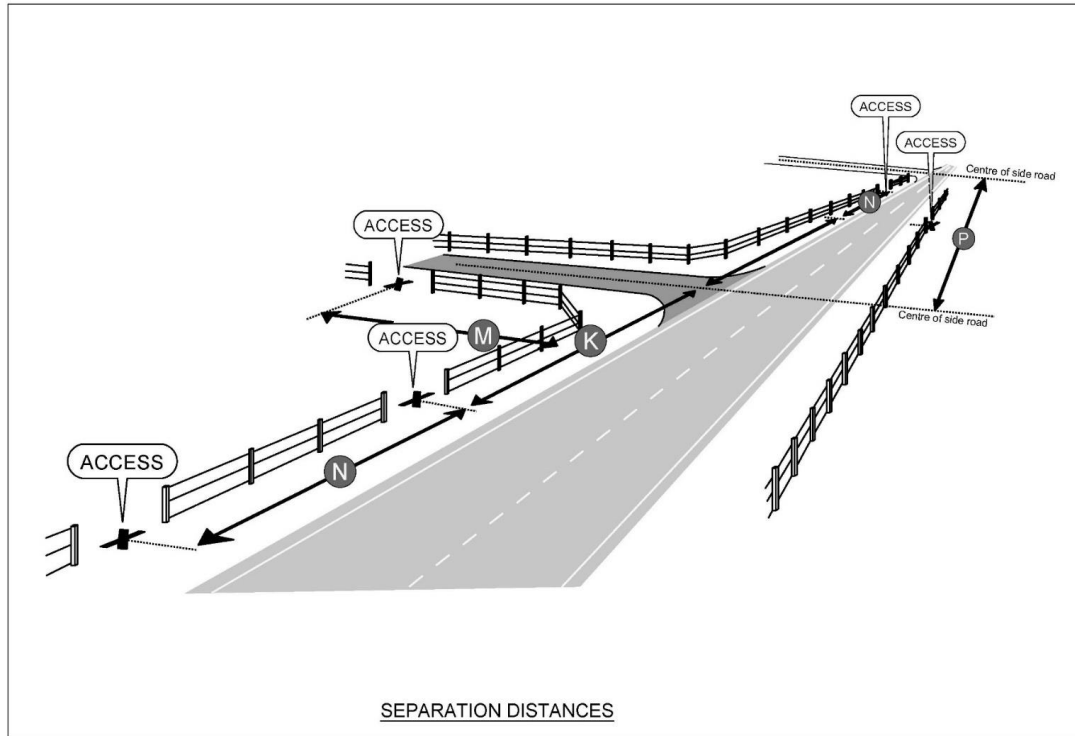 ACCESS
ACCESS
Centre of side road
N
ACCESS
P
Centre of side road
M
K
ACCESS
N
ACCESS
SEPARATION DISTANCES